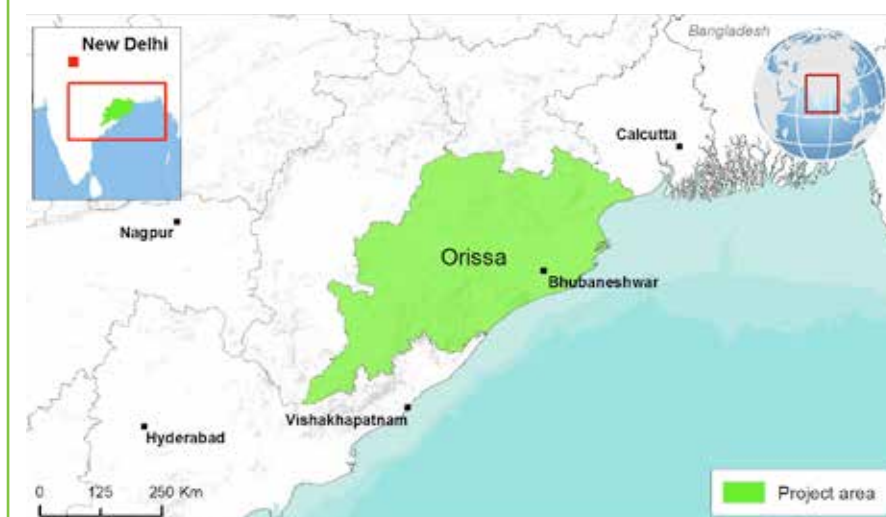 New Delhi
Bangladesh
Calcutta
Nagpur
Orissa
Bhubaneshwar
Vishakhapatnam
Hyderabad
0 125 250 Km
Project area